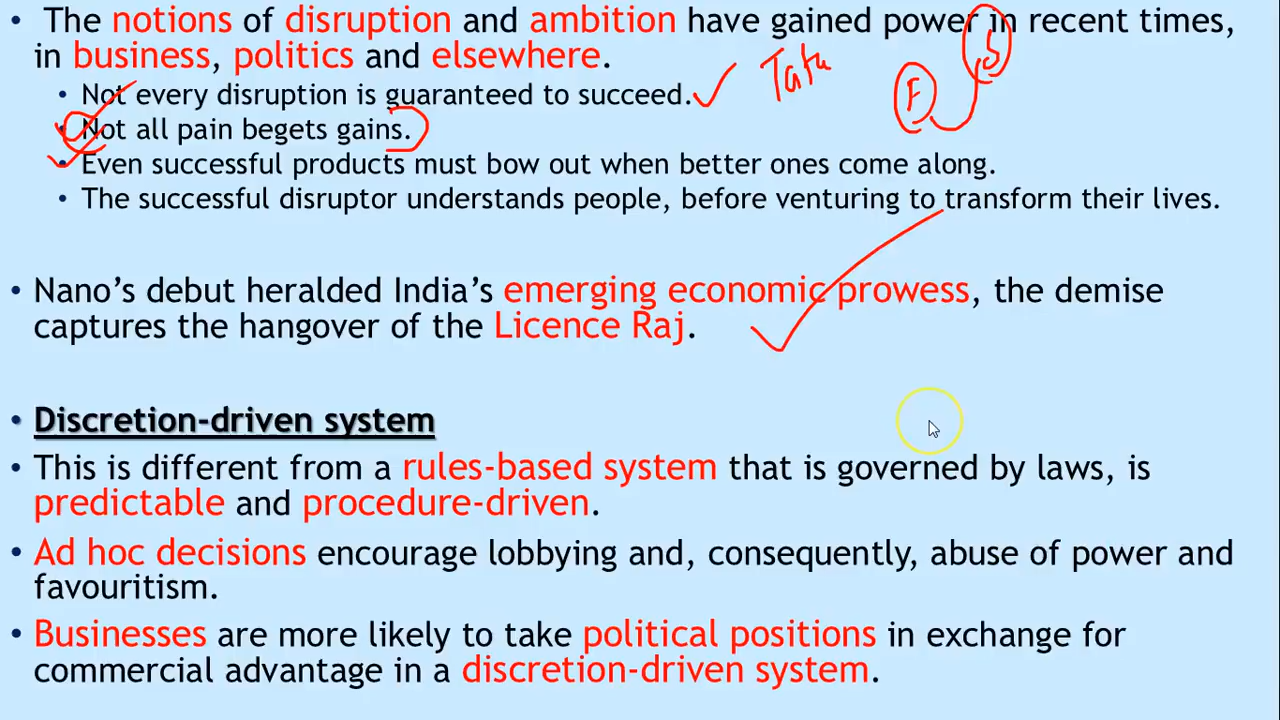 • The notions of disruption and ambition have gained power in recent times,
in business, politics and elsewhere.
• Not every disruption is guaranteed to succeed.
Tata
F
S
• Not all pain begets gains.
• Even successful products must bow out when better ones come along.
• The successful disruptor understands people, before venturing to transform their lives.
• Nano’s debut heralded India’s emerging economic prowess, the demise
captures the hangover of the Licence Raj.
• Discretion-driven system
• This is different from a rules-based system that is governed by laws, is
predictable and procedure-driven.
• Ad hoc decisions encourage lobbying and, consequently, abuse of power and
favouritism.
• Businesses are more likely to take political positions in exchange for
commercial advantage in a discretion-driven system.